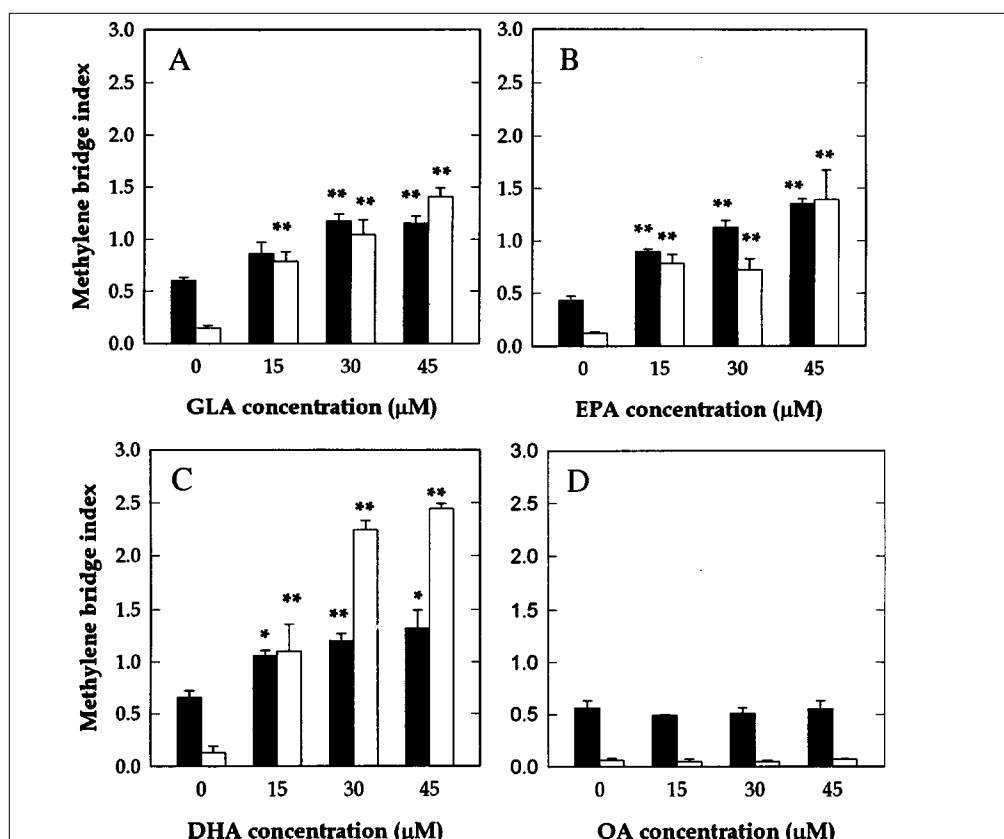 A
B
Methylene bridge index
3.0
2.5
2.0
1.5
1.0
0.5
0.0
** ** ** ** **
0 15 30 45
GLA concentration (µM)
3.0
2.5
2.0
1.5
1.0
0.5
0.0
** ** ** ** ** **
0 15 30 45
EPA concentration (µM)
C
D
Methylene bridge index
3.0
2.5
2.0
1.5
1.0
0.5
0.0
* ** ** ** * **
0 15 30 45
DHA concentration (µM)
3.0
2.5
2.0
1.5
1.0
0.5
0.0
0 15 30 45
OA concentration (µM)